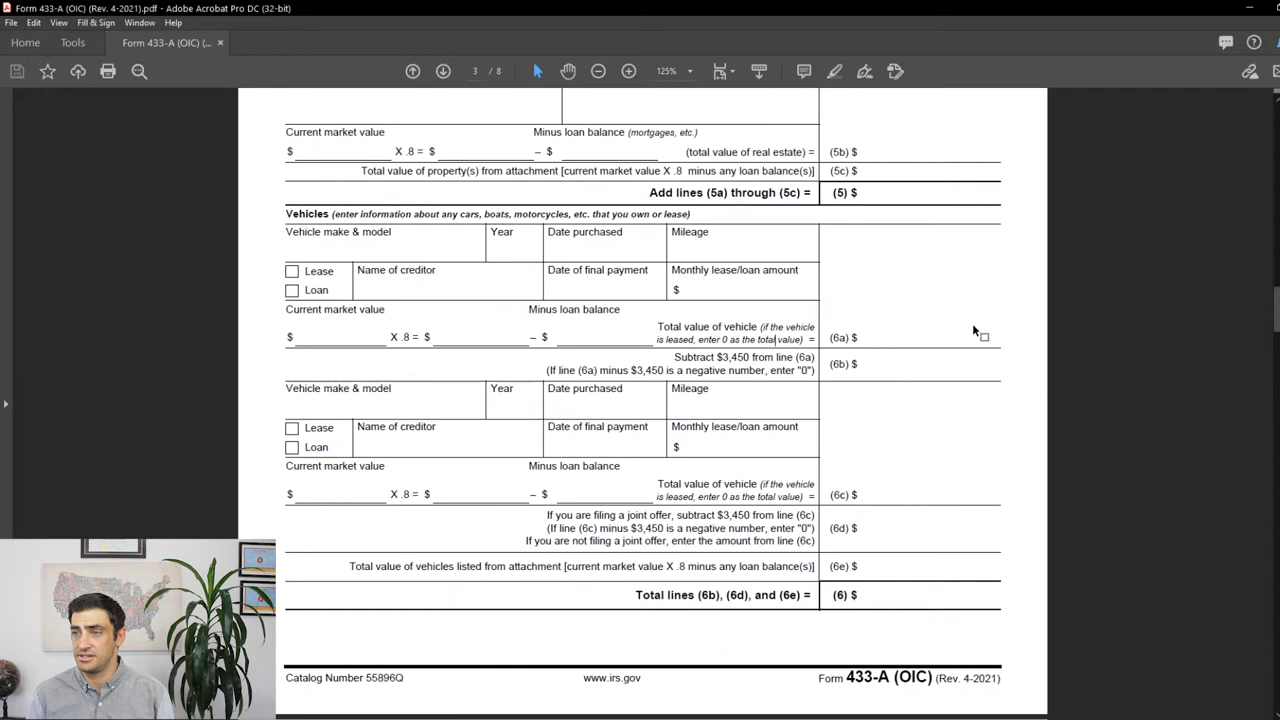 Form 433-A (OIC) (Rev. 4-2021).pdf - Adobe Acrobat Pro DC (32-bit)
File Edit View Fill & Sign Window Help
Home Tools Form 433-A (OIC) (... ×
3 / 8 125%
Current market value Minus loan balance (mortgages, etc.)
$ X .8 = $ – $ (total value of real estate) = (5b) $
Total value of property(s) from attachment [current market value X .8 minus any loan balance(s)] (5c) $
Add lines (5a) through (5c) = (5) $
Vehicles (enter information about any cars, boats, motorcycles, etc. that you own or lease)
Vehicle make & model Year Date purchased Mileage
Lease Name of creditor Date of final payment Monthly lease/loan amount
Loan $
Current market value Minus loan balance
Total value of vehicle (if the vehicle
$ X .8 = $ – $ is leased, enter 0 as the total value) = (6a) $
Subtract $3,450 from line (6a)
(If line (6a) minus $3,450 is a negative number, enter "0") (6b) $
Vehicle make & model Year Date purchased Mileage
Lease Name of creditor Date of final payment Monthly lease/loan amount
Loan $
Current market value Minus loan balance
Total value of vehicle (if the vehicle
$ X .8 = $ – $ is leased, enter 0 as the total value) = (6c) $
If you are filing a joint offer, subtract $3,450 from line (6c)
(If line (6c) minus $3,450 is a negative number, enter "0") (6d) $
If you are not filing a joint offer, enter the amount from line (6c)
Total value of vehicles listed from attachment [current market value X .8 minus any loan balance(s)] (6e) $
Total lines (6b), (6d), and (6e) = (6) $
Catalog Number 55896Q www.irs.gov Form 433-A (OIC) (Rev. 4-2021)